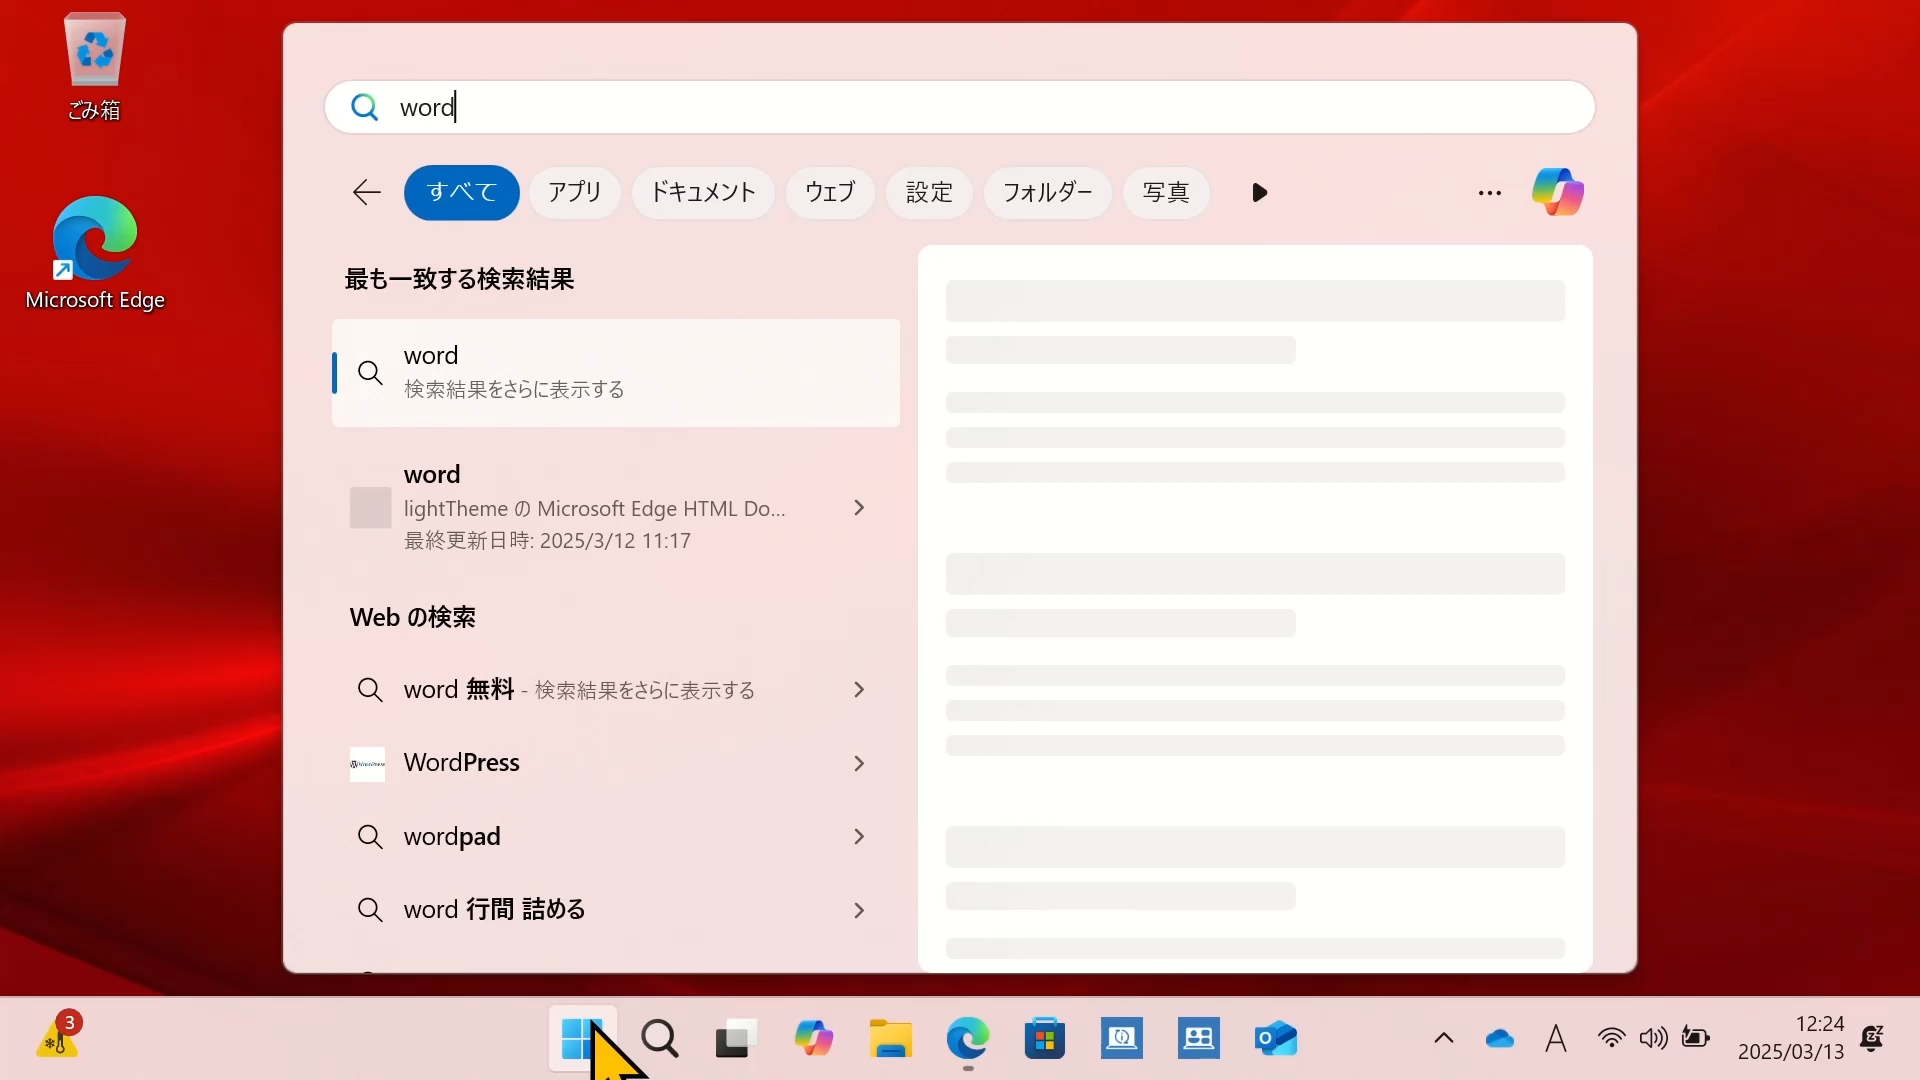 ごみ箱
Microsoft Edge
word
すべて
アプリ
ドキュメント
ウェブ
設定
フォルダー
写真
最も一致する検索結果
word
検索結果をさらに表示する
word
lightTheme の Microsoft Edge HTML Do...
最終更新日時: 2025/3/12 11:17
Web の検索
word 無料 - 検索結果をさらに表示する
WordPress
wordpad
word 行間 詰める
3
A
12:24
2025/03/13